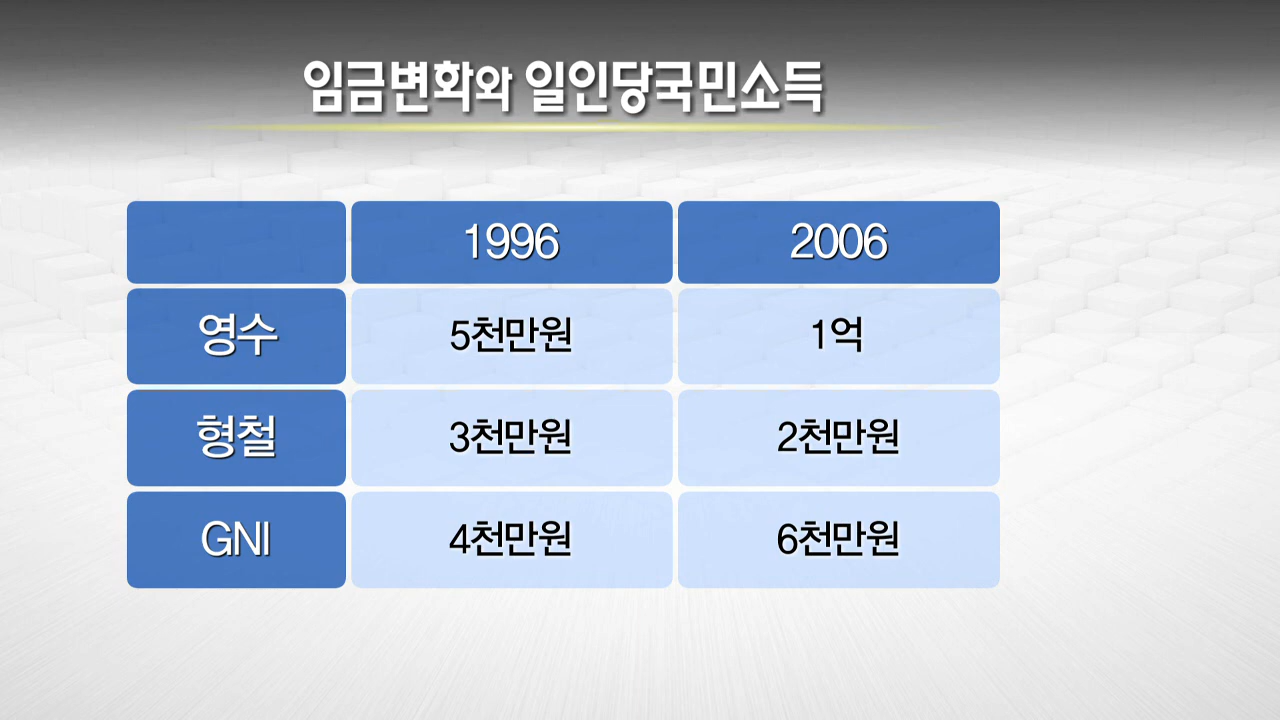 임금변화와 일인당국민소득
1996 2006
영수 5천만원 1억
형철 3천만원 2천만원
GNI 4천만원 6천만원